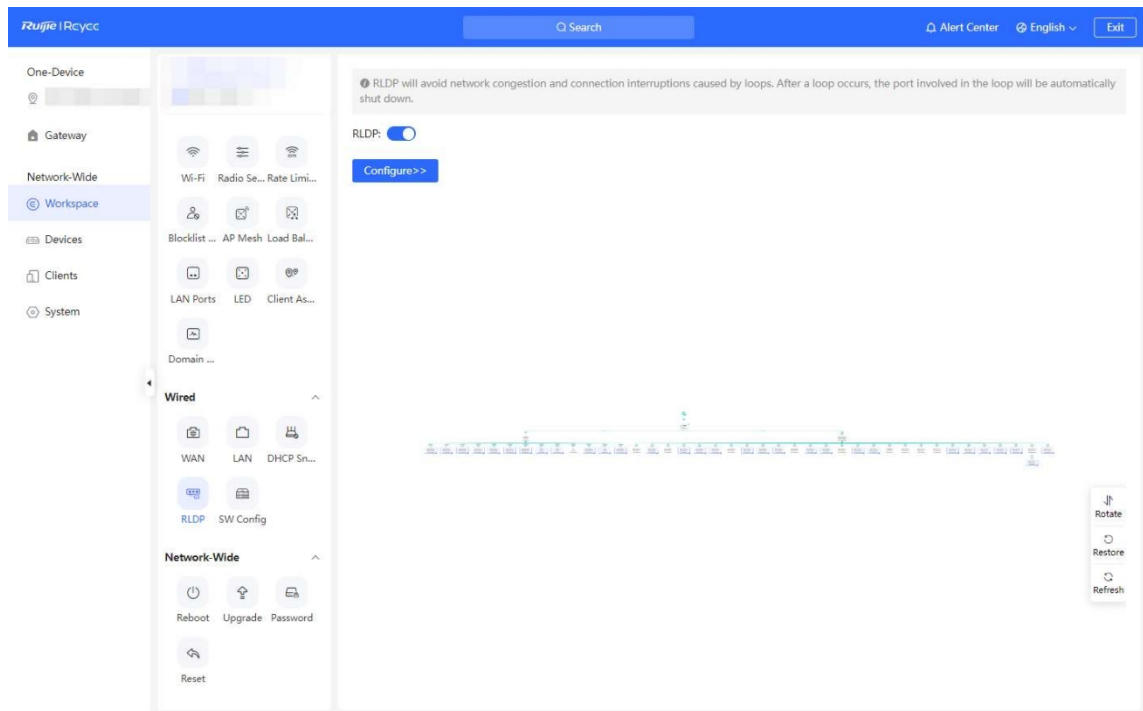 Ruijie | Rcycc
Search
Alert Center
English
Exit
One-Device
Gateway
Network-Wide
Workspace
Devices
Clients
System
Wi-Fi
Radio Se...
Rate Limi...
Blocklist ...
AP Mesh
Load Bal...
LAN Ports
LED
Client As...
Domain ...
Wired
WAN
LAN
DHCP Sn...
RLDP
SW Config
Network-Wide
Reboot
Upgrade
Password
Reset
RLDP will avoid network congestion and connection interruptions caused by loops. After a loop occurs, the port involved in the loop will be automatically
shut down.
RLDP:
Configure>>
Rotate
Restore
Refresh